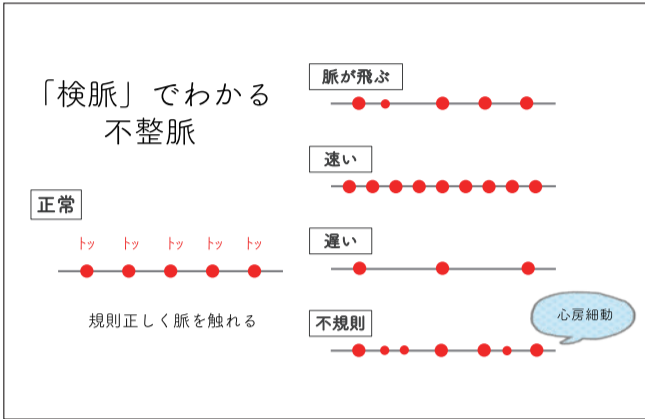 「検脈」でわかる
不整脈
正常
トッ トッ トッ トッ トッ
規則正しく脈を触れる
脈が飛ぶ
速い
遅い
不規則
心房細動